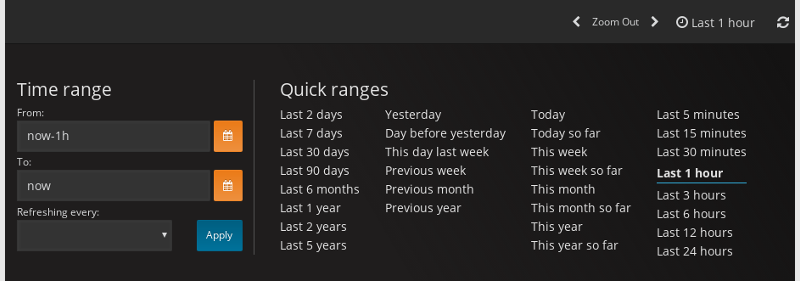 Zoom Out
Last 1 hour
Time range
From:
now-1h
To:
now
Refreshing every:
Apply
Quick ranges
Last 2 days
Last 7 days
Last 30 days
Last 90 days
Last 6 months
Last 1 year
Last 2 years
Last 5 years
Yesterday
Day before yesterday
This day last week
Previous week
Previous month
Previous year
Today
Today so far
This week
This week so far
This month
This month so far
This year
This year so far
Last 5 minutes
Last 15 minutes
Last 30 minutes
Last 1 hour
Last 3 hours
Last 6 hours
Last 12 hours
Last 24 hours